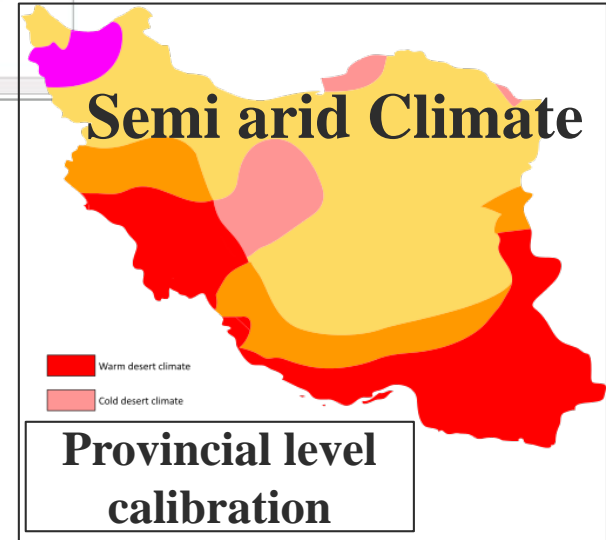 Semi arid Climate
Warm desert climate
Cold desert climate
Provincial level
calibration